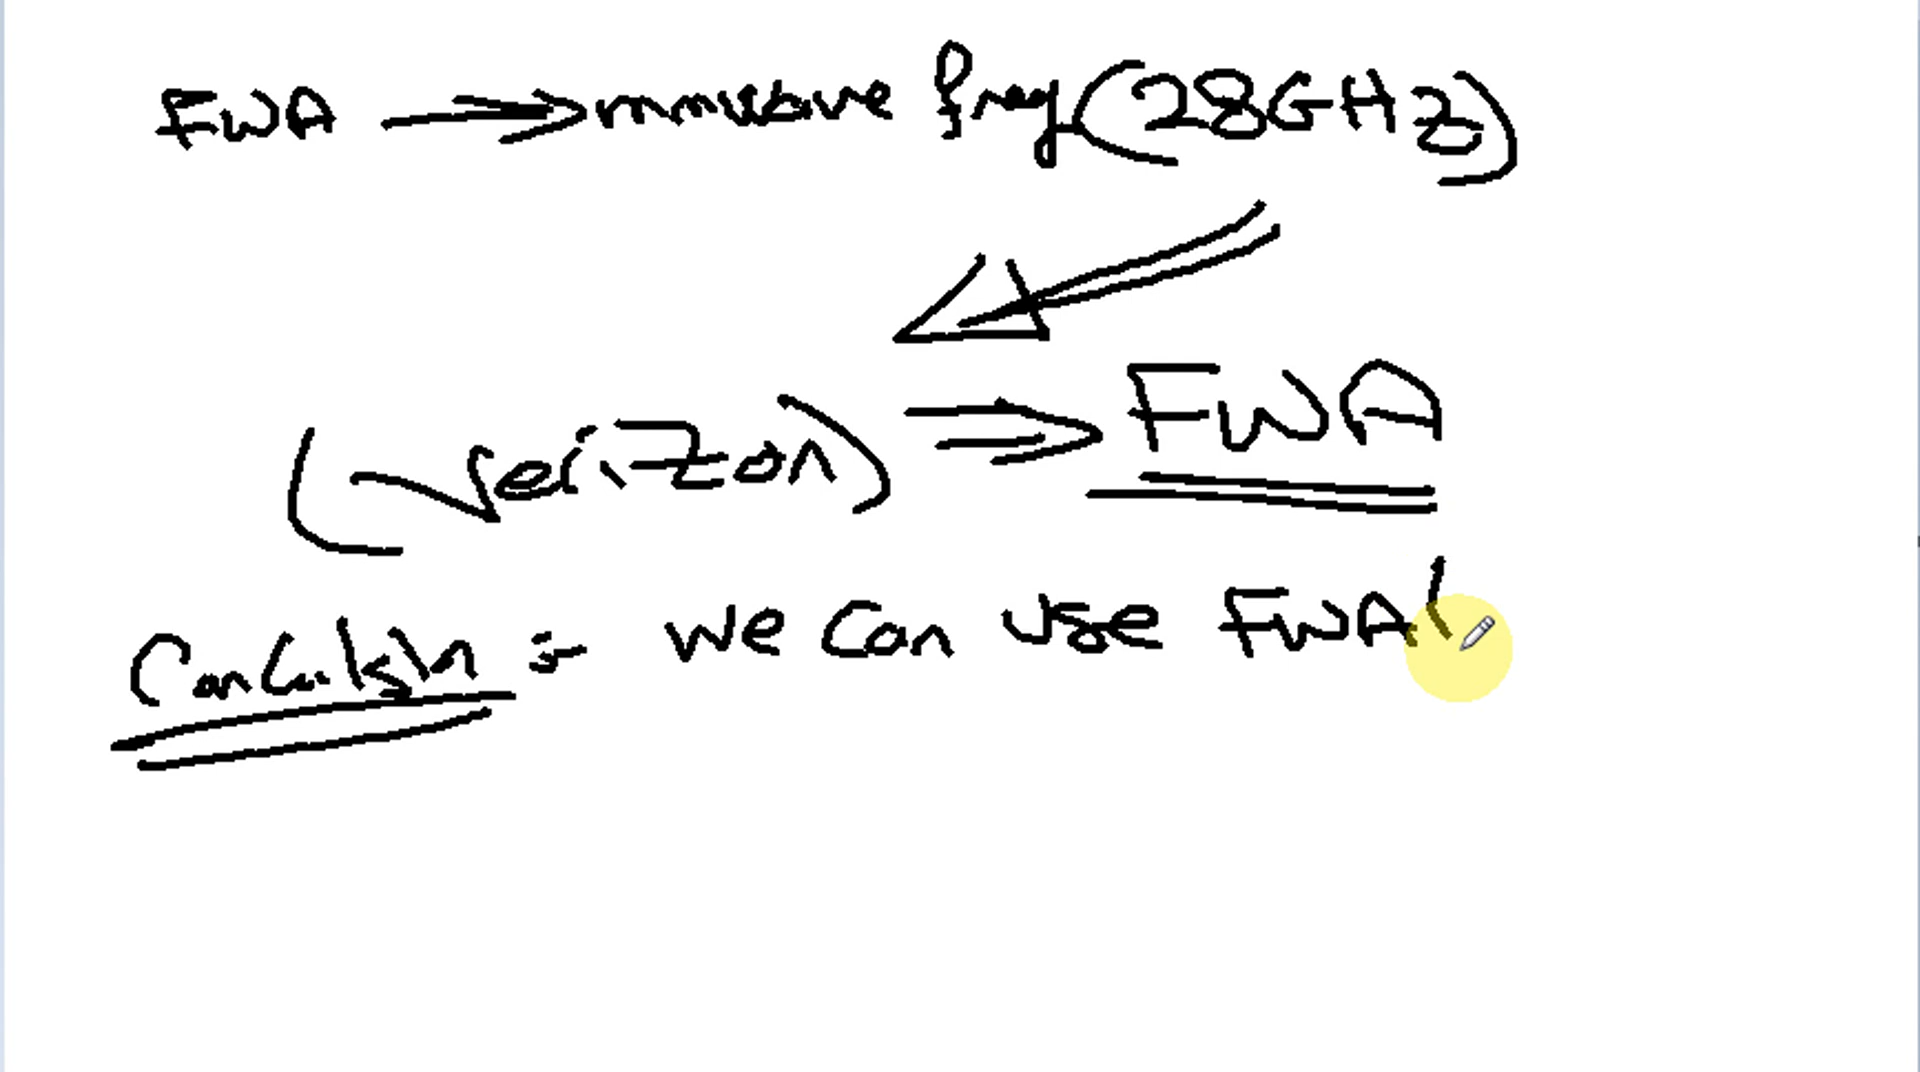 FWA → mmwave freq (28GHz)
(Verizon) ⇒ FWA
Conclusion :- we can use FWA